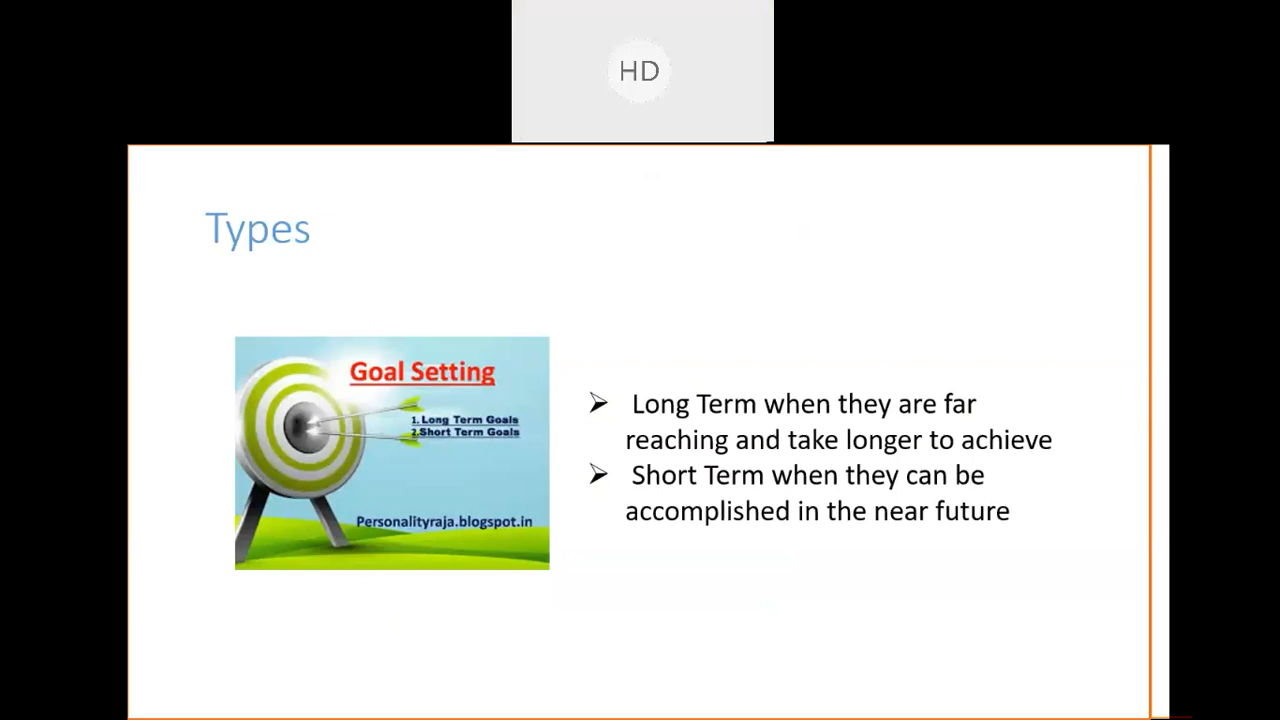 HD
Types
Goal Setting
1. Long Term Goals
2.Short Term Goals
Personalityraja.blogspot.in
➢ Long Term when they are far
reaching and take longer to achieve
➢ Short Term when they can be
accomplished in the near future